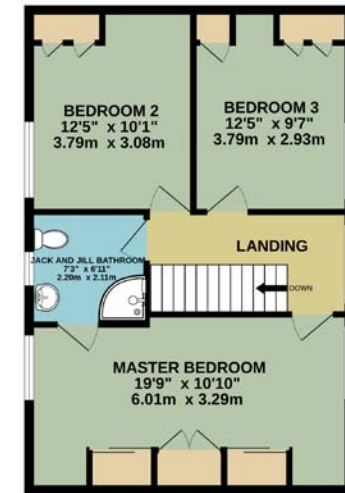 BEDROOM 2
12'5" x 10'1"
3.79m x 3.08m
BEDROOM 3
12'5" x 9'7"
3.79m x 2.93m
JACK AND JILL BATHROOM
7'3" x 6'11"
2.20m x 2.11m
LANDING
DOWN
MASTER BEDROOM
19'9" x 10'10"
6.01m x 3.29m